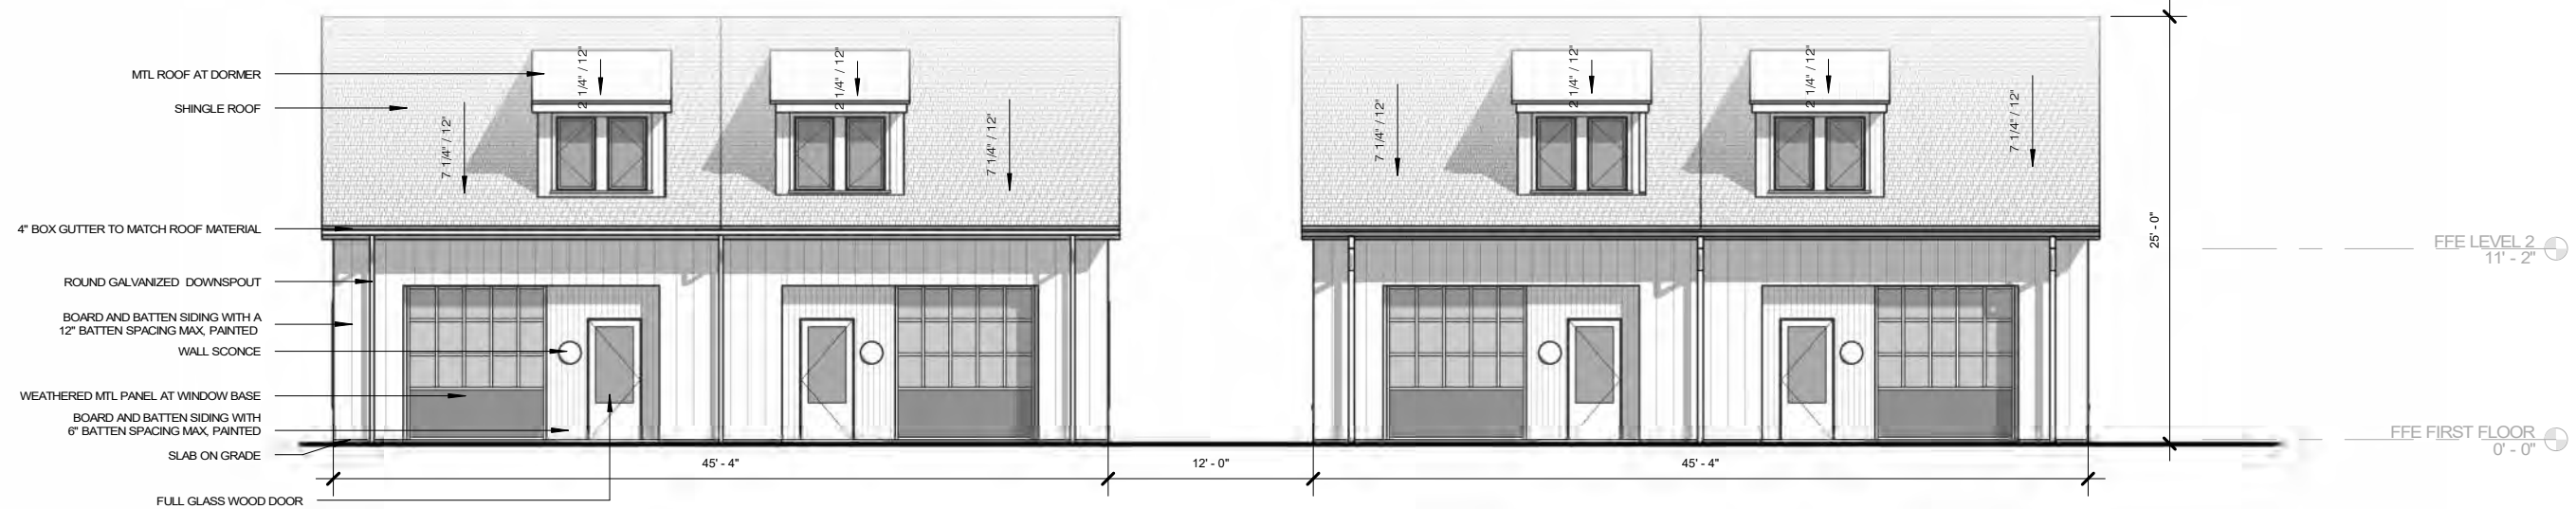 MTL ROOF AT DORMER
SHINGLE ROOF
4" BOX GUTTER TO MATCH ROOF MATERIAL
ROUND GALVANIZED DOWNSPOUT
BOARD AND BATTEN SIDING WITH A
12" BATTEN SPACING MAX, PAINTED
WALL SCONCE
WEATHERED MTL PANEL AT WINDOW BASE
BOARD AND BATTEN SIDING WITH
6" BATTEN SPACING MAX, PAINTED
SLAB ON GRADE
FULL GLASS WOOD DOOR
7 1/4" / 12"
2 1/4" / 12"
2 1/4" / 12"
7 1/4" / 12"
7 1/4" / 12"
2 1/4" / 12"
2 1/4" / 12"
7 1/4" / 12"
45' - 4"
12' - 0"
45' - 4"
25' - 0"
FFE LEVEL 2
11' - 2"
FFE FIRST FLOOR
0' - 0"